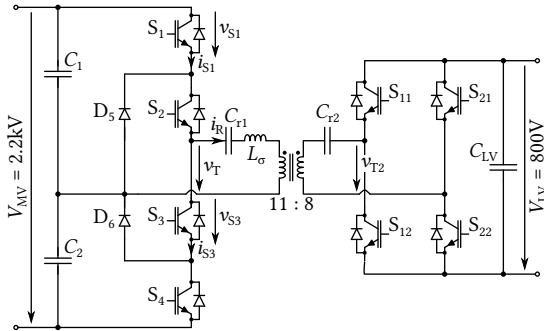 S1
vS1
C1
iS1
D5
S2
Cr1
iR
Lσ
vT
Cr2
S11
S21
vT2
CLV
VMV = 2.2kV
VLV = 800V
11 : 8
D6
S3
vS3
iS3
C2
S4
S12
S22